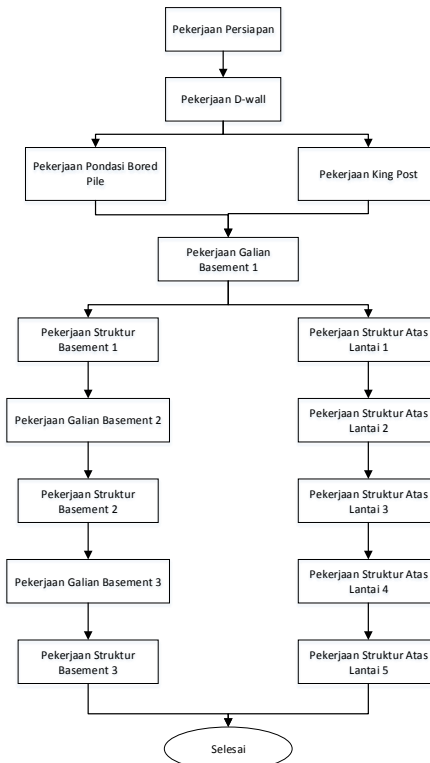 Pekerjaan Persiapan
Pekerjaan D-wall
Pekerjaan Pondasi Bored
Pile
Pekerjaan King Post
Pekerjaan Galian
Basement 1
Pekerjaan Struktur
Basement 1
Pekerjaan Struktur Atas
Lantai 1
Pekerjaan Galian Basement 2
Pekerjaan Struktur Atas
Lantai 2
Pekerjaan Struktur
Basement 2
Pekerjaan Struktur Atas
Lantai 3
Pekerjaan Galian Basement 3
Pekerjaan Struktur Atas
Lantai 4
Pekerjaan Struktur
Basement 3
Pekerjaan Struktur Atas
Lantai 5
Selesai